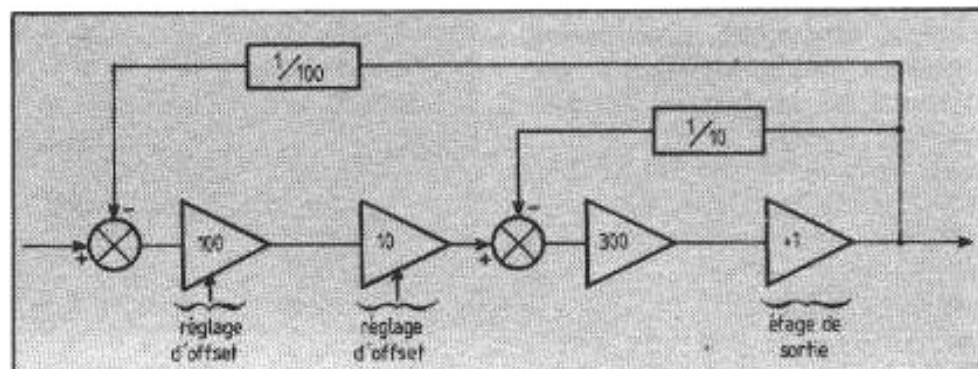 1/100
1/10
-
-
+
100
10
+
300
+1
réglage
d'offset
réglage
d'offset
étage de
sortie